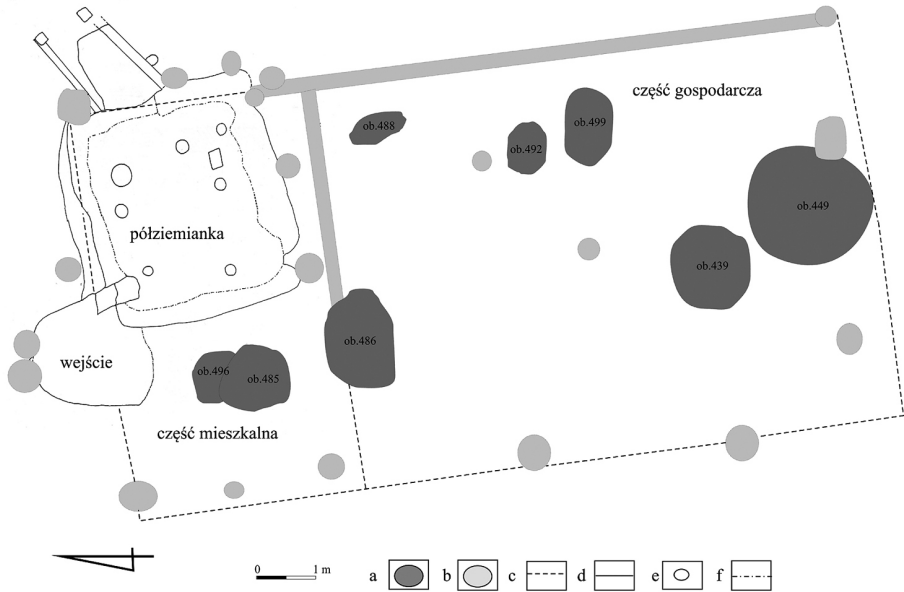 część gospodarcza
ob.488
ob.499
ob.492
ob.449
półziemianka
ob.439
ob.486
wejście
ob.496
ob.485
część mieszkalna
0 1 m
a b c d e f